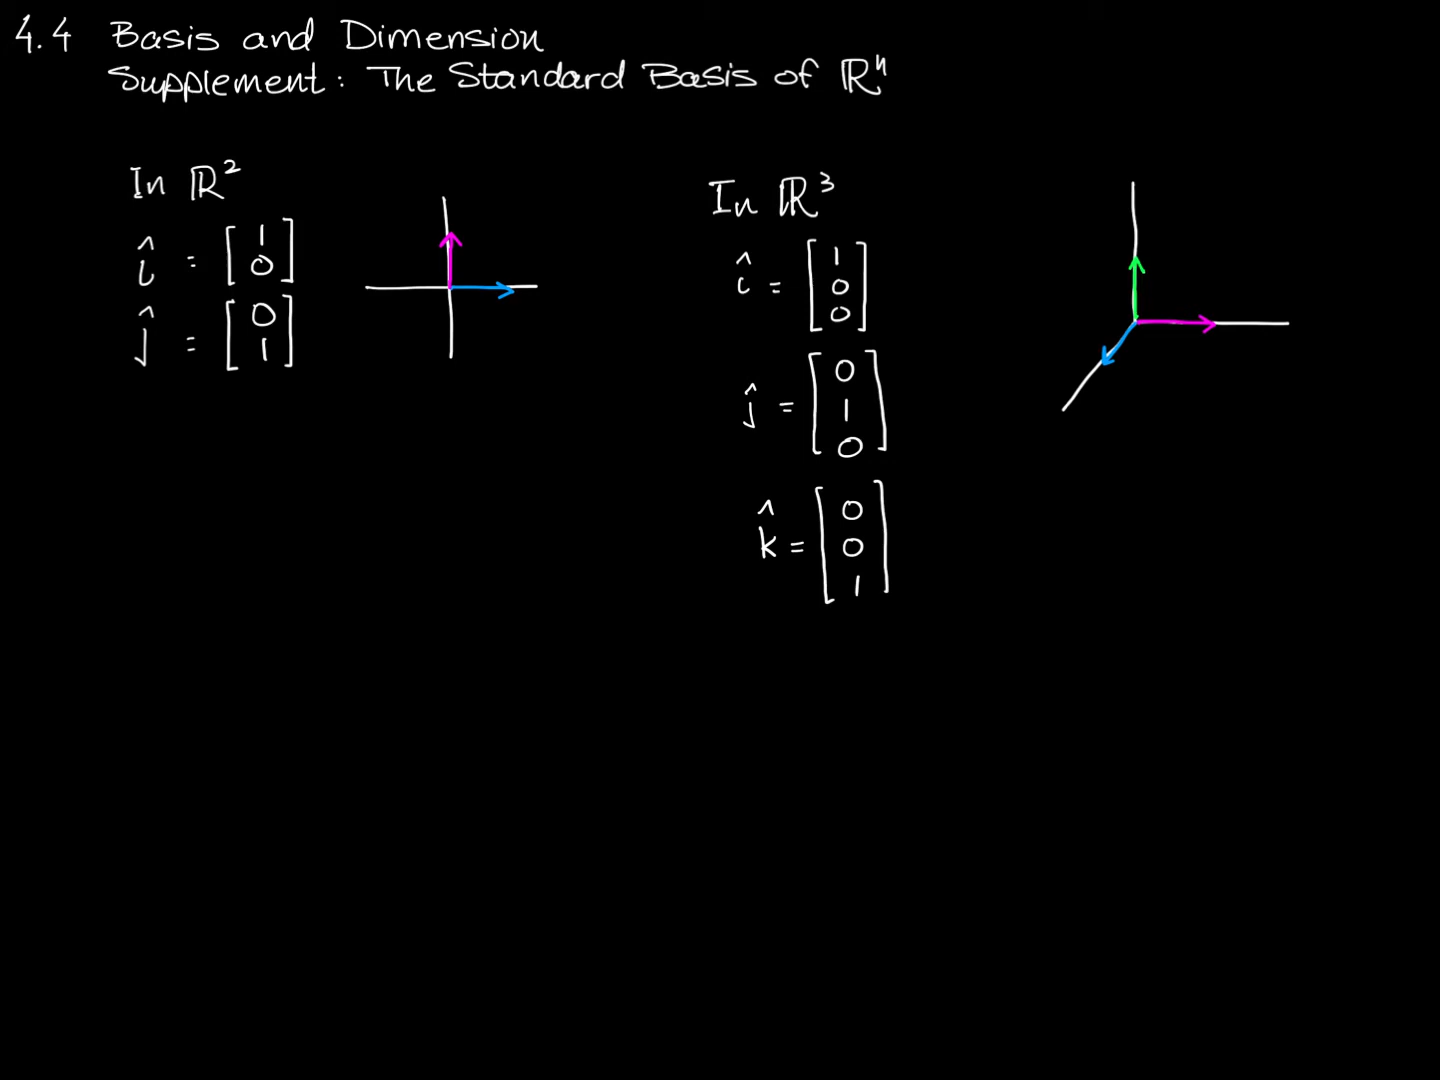 4.4 Basis and Dimension
Supplement: The Standard Basis of ℝⁿ
In ℝ²
î = [1 0]
ĵ = [0 1]
In ℝ³
î = [1 0 0]
ĵ = [0 1 0]
k̂ = [0 0 1]